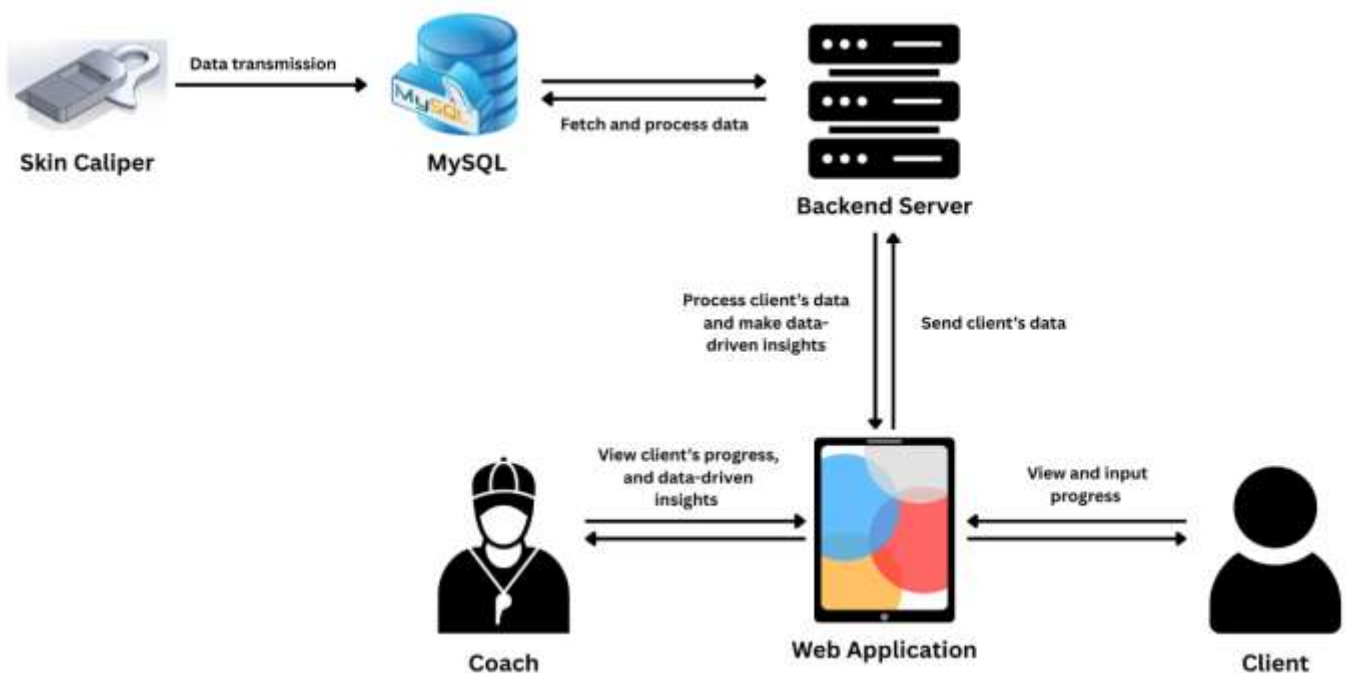 Data transmission
MySQL
Fetch and process data
Skin Caliper
MySQL
Backend Server
Process client's data
and make data-
driven insights
Send client's data
View client's progress,
and data-driven
insights
View and input
progress
Coach
Web Application
Client